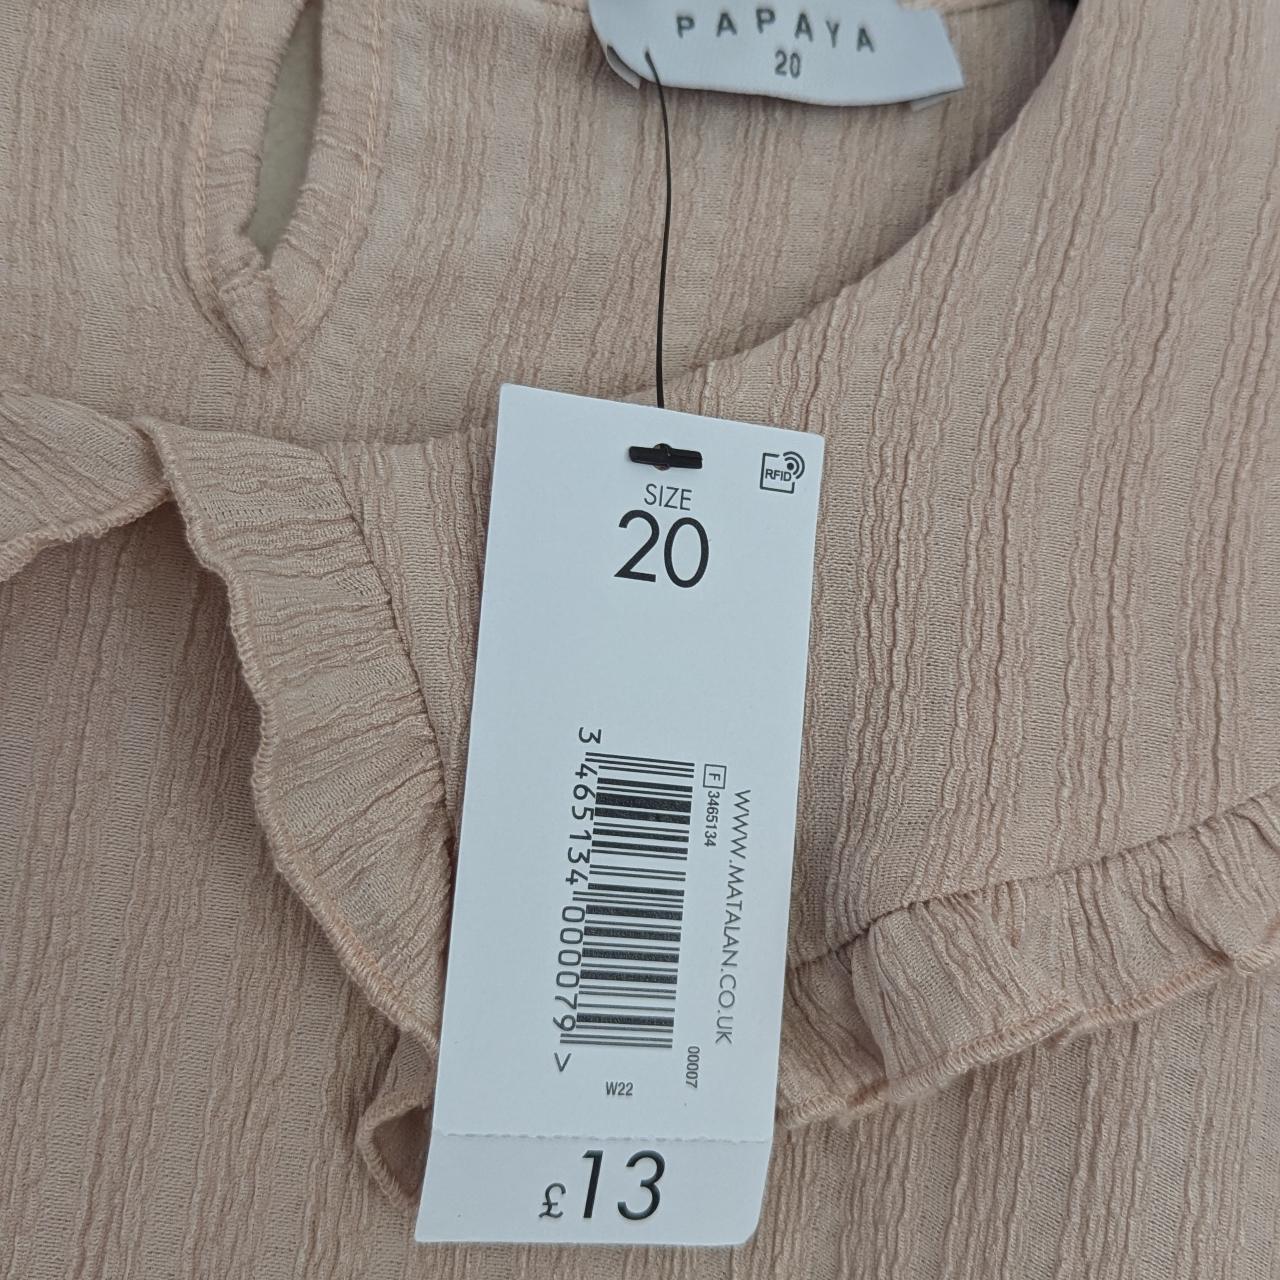 PAPAYA
20
RFID
SIZE
20
WWW.MATALAN.CO.UK
F 3465134
00007
3 465134 000079 >
W22
£13